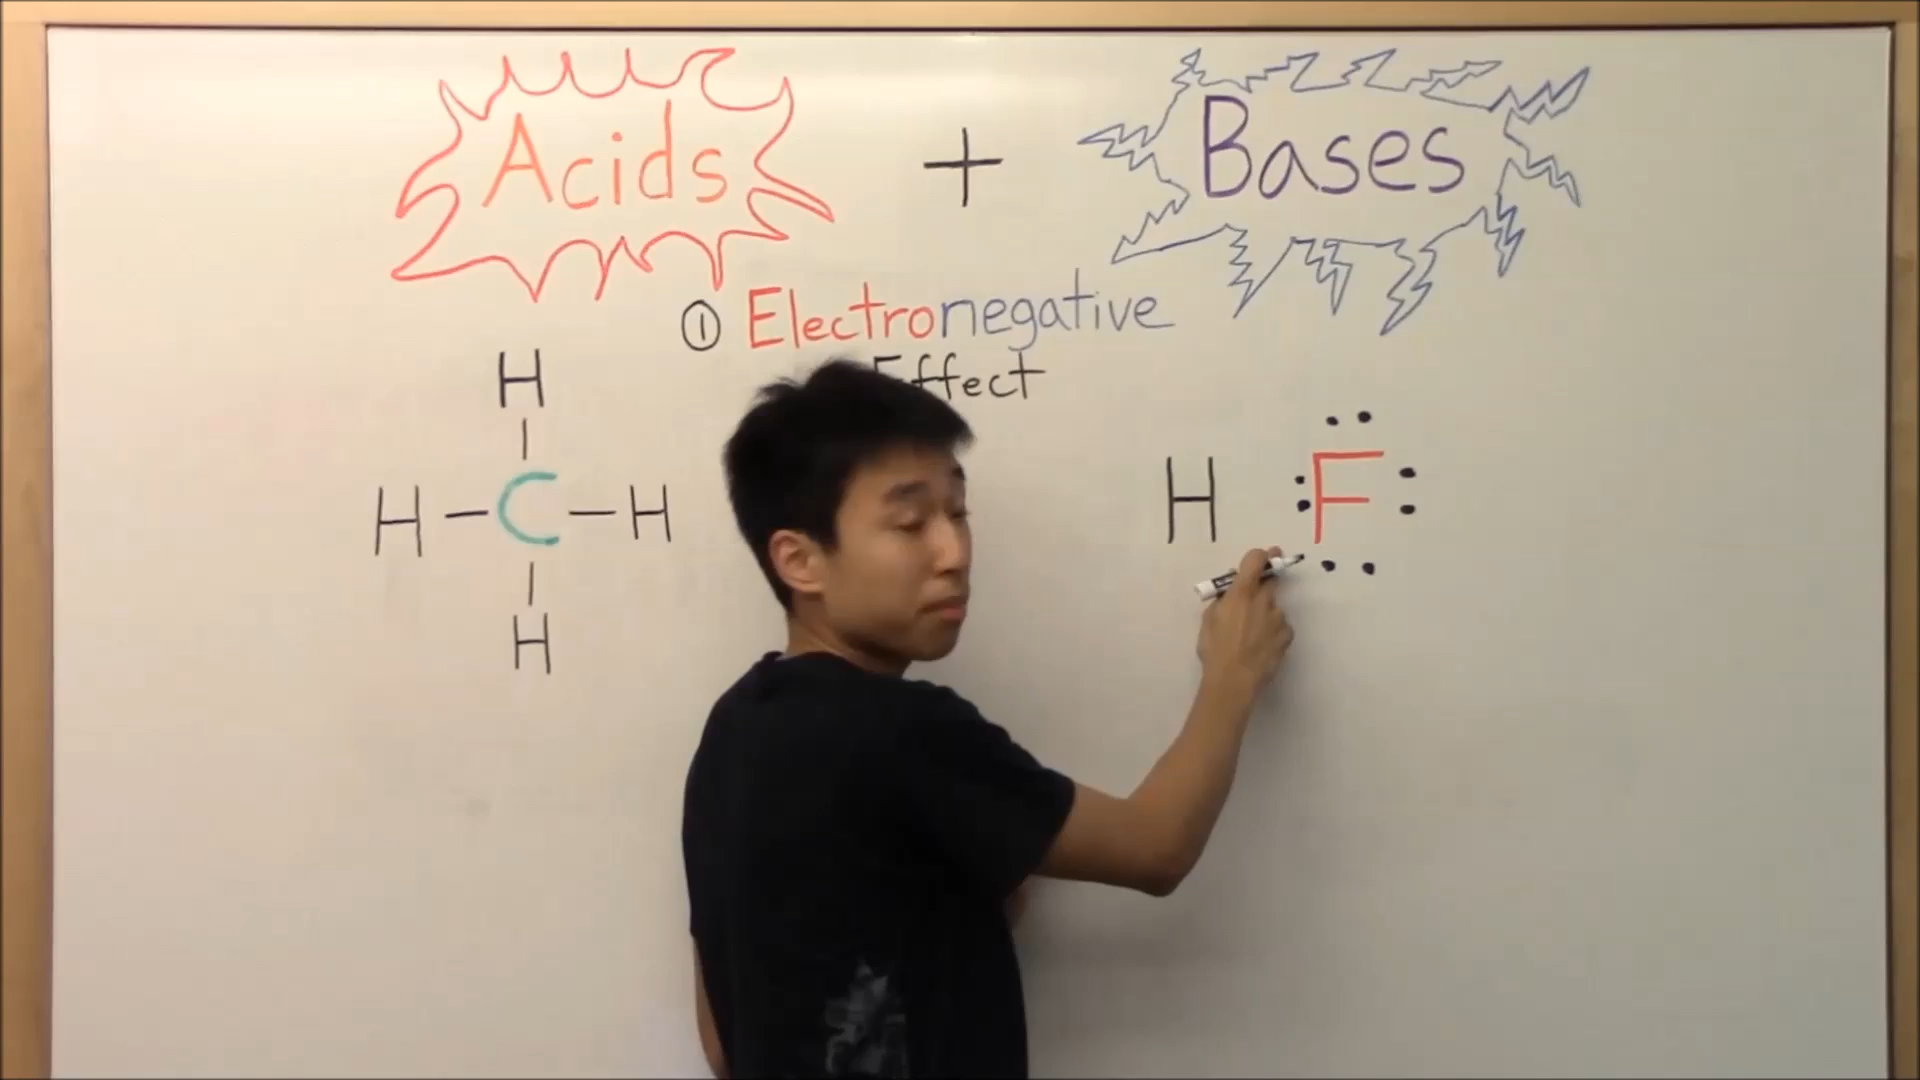 Acids + Bases
① Electronegative
Effect
H
H - C - H
H
H F